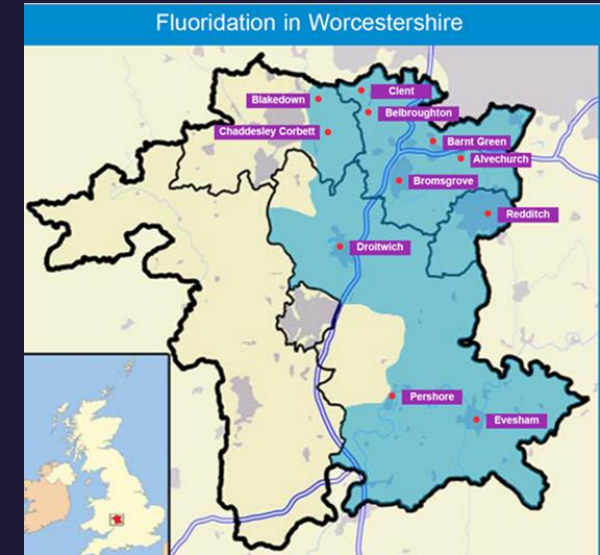 Fluoridation in Worcestershire
Clent
Blakedown
Belbroughton
Chaddesley Corbett
Barnt Green
Alvechurch
Bromsgrove
Redditch
Droitwich
Pershore
Evesham